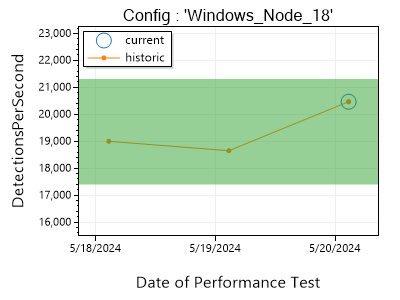 Config : 'Windows_Node_18'
current
historic
23,000
22,000
21,000
20,000
19,000
18,000
17,000
16,000
DetectionsPerSecond
5/18/2024
5/19/2024
5/20/2024
Date of Performance Test